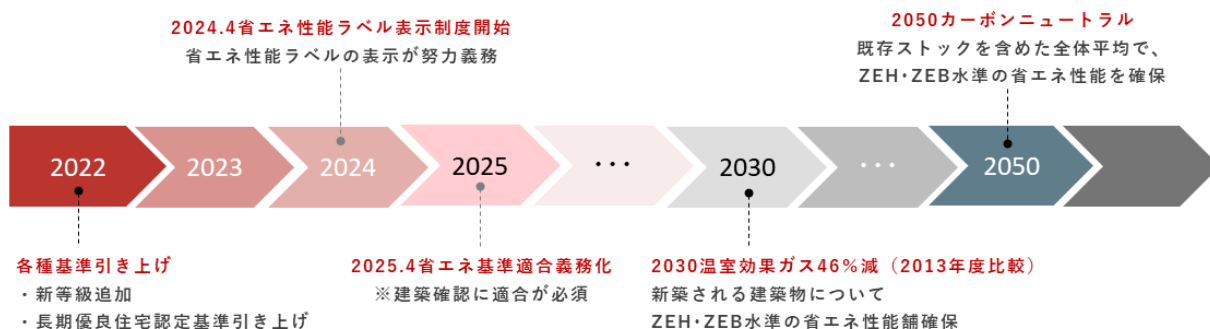 2024.4省エネ性能ラベル表示制度開始
省エネ性能ラベルの表示が努力義務
2050カーボンニュートラル
既存ストックを含めた全体平均で、
ZEH･ZEB水準の省エネ性能を確保
2022
2023
2024
2025
･･･
2030
･･･
2050
各種基準引き上げ
・新等級追加
・長期優良住宅認定基準引き上げ
2025.4省エネ基準適合義務化
※建築確認に適合が必須
2030温室効果ガス46%減（2013年度比較）
新築される建築物について
ZEH･ZEB水準の省エネ性能舗確保